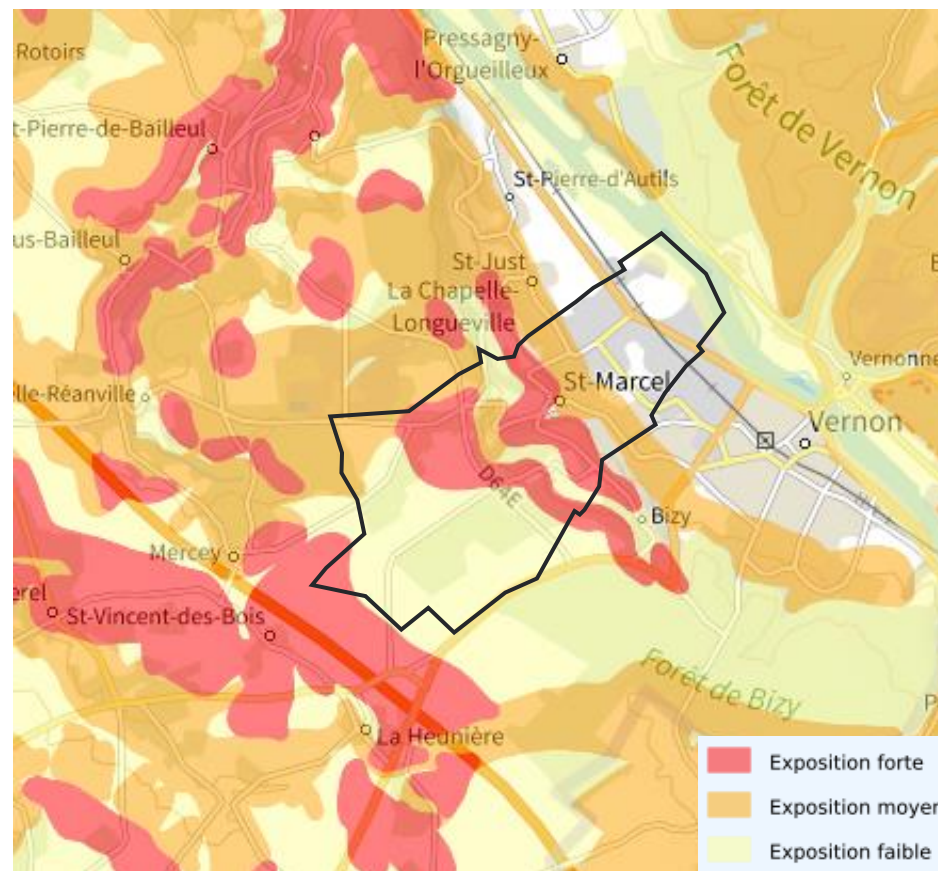 Rotoirs
Pressagny-
l'Orgueilleux
Forêt de Vernon
t-Pierre-de-Bailleul
St-Pierre-d'Autils
us-Bailleul
St-Just
La Chapelle-
Longueville
Vernonne
lle-Réanville
St-Marcel
Vernon
D64E
Bizy
Mercey
erel
St-Vincent-des-Bois
Forêt de Bizy
La Heunière
Exposition forte
Exposition moyen
Exposition faible